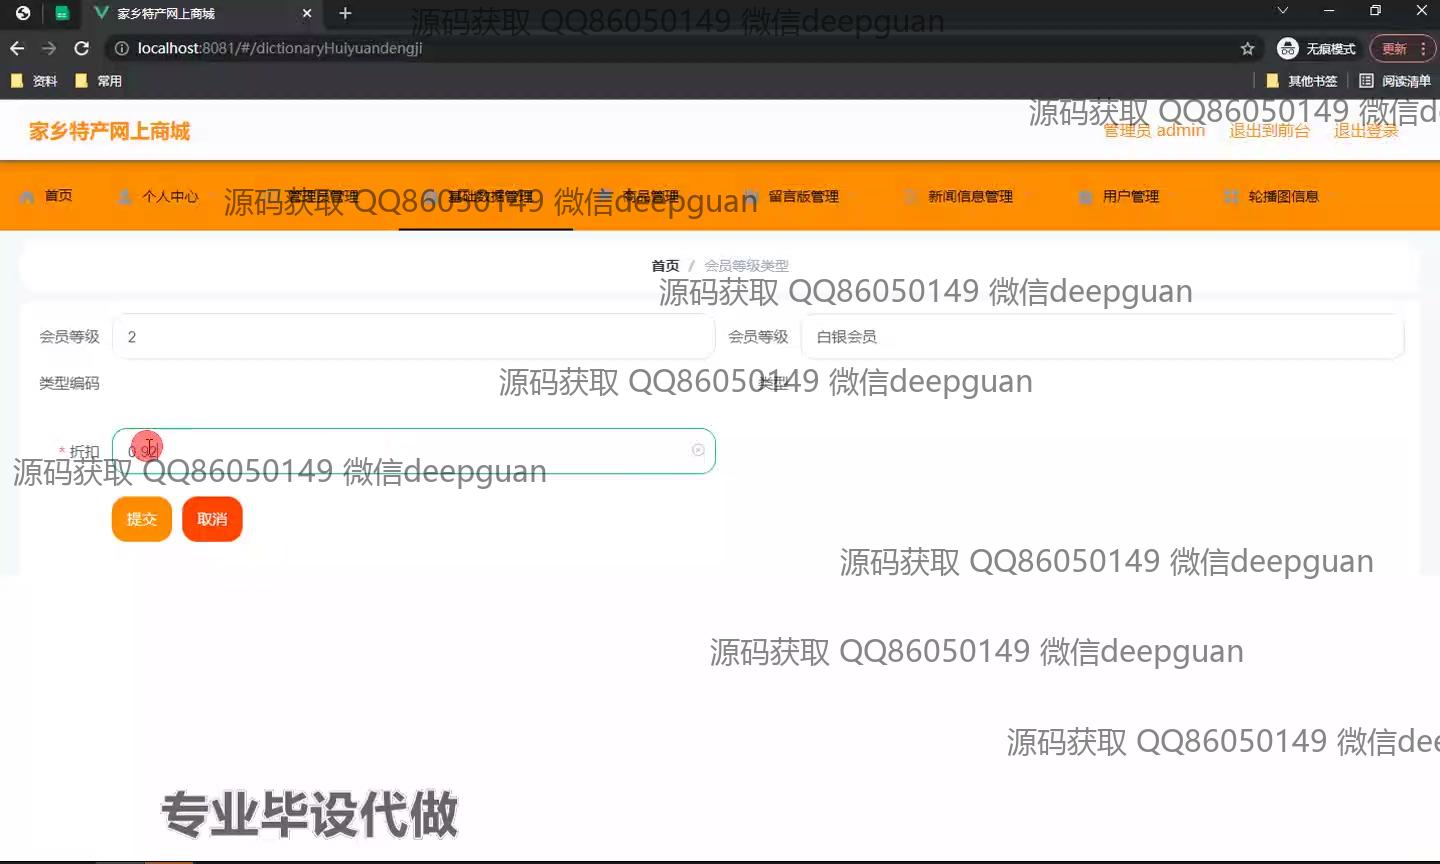 家乡特产网上商城
源码获取 QQ86050149 微信deepguan
localhost:8081/#/dictionaryHuiyuandengji
无痕模式
更新
资料
常用
其他书签
阅读清单
源码获取 QQ86050149 微信d
家乡特产网上商城
管理员 admin
退出到前台
退出登录
首页
个人中心
管理员管理
基础数据管理
商品管理
留言版管理
新闻信息管理
用户管理
轮播图信息
源码获取 QQ86050149 微信deepguan
首页 / 会员等级类型
源码获取 QQ86050149 微信deepguan
会员等级
2
会员等级
白银会员
类型编码
类型
源码获取 QQ86050149 微信deepguan
* 折扣
0.92
源码获取 QQ86050149 微信deepguan
提交
取消
源码获取 QQ86050149 微信deepguan
源码获取 QQ86050149 微信deepguan
源码获取 QQ86050149 微信dee
专业毕设代做